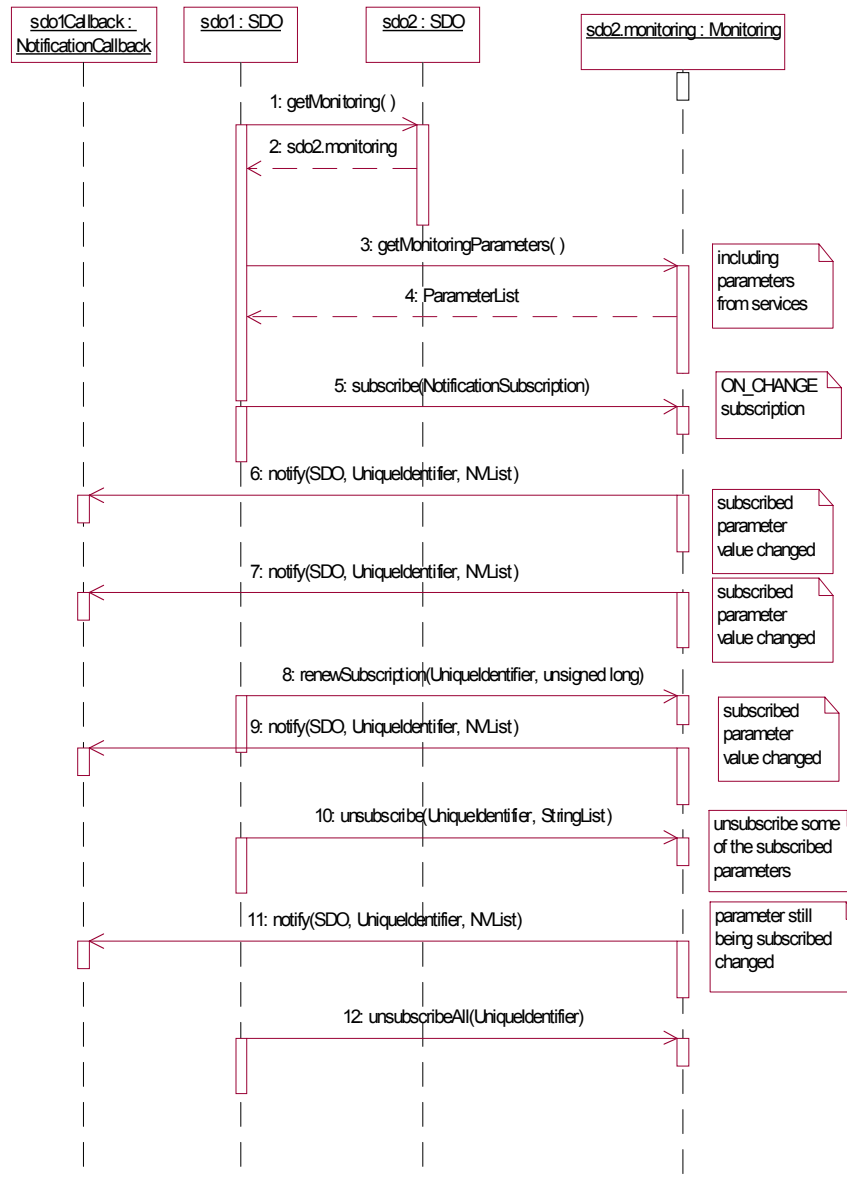 sdo1Callback :
NotificationCallback
sdo1 : SDO
sdo2 : SDO
sdo2.monitoring : Monitoring
1: getMonitoring( )
2: sdo2.monitoring
3: getMonitoringParameters( )
including
parameters
from services
4: ParameterList
5: subscribe(NotificationSubscription)
ON_CHANGE
subscription
6: notify(SDO, UniqueIdentifier, NVList)
subscribed
parameter
value changed
7: notify(SDO, UniqueIdentifier, NVList)
subscribed
parameter
value changed
8: renewSubscription(UniqueIdentifier, unsigned long)
9: notify(SDO, UniqueIdentifier, NVList)
subscribed
parameter
value changed
10: unsubscribe(UniqueIdentifier, StringList)
unsubscribe some
of the subscribed
parameters
11: notify(SDO, UniqueIdentifier, NVList)
parameter still
being subscribed
changed
12: unsubscribeAll(UniqueIdentifier)